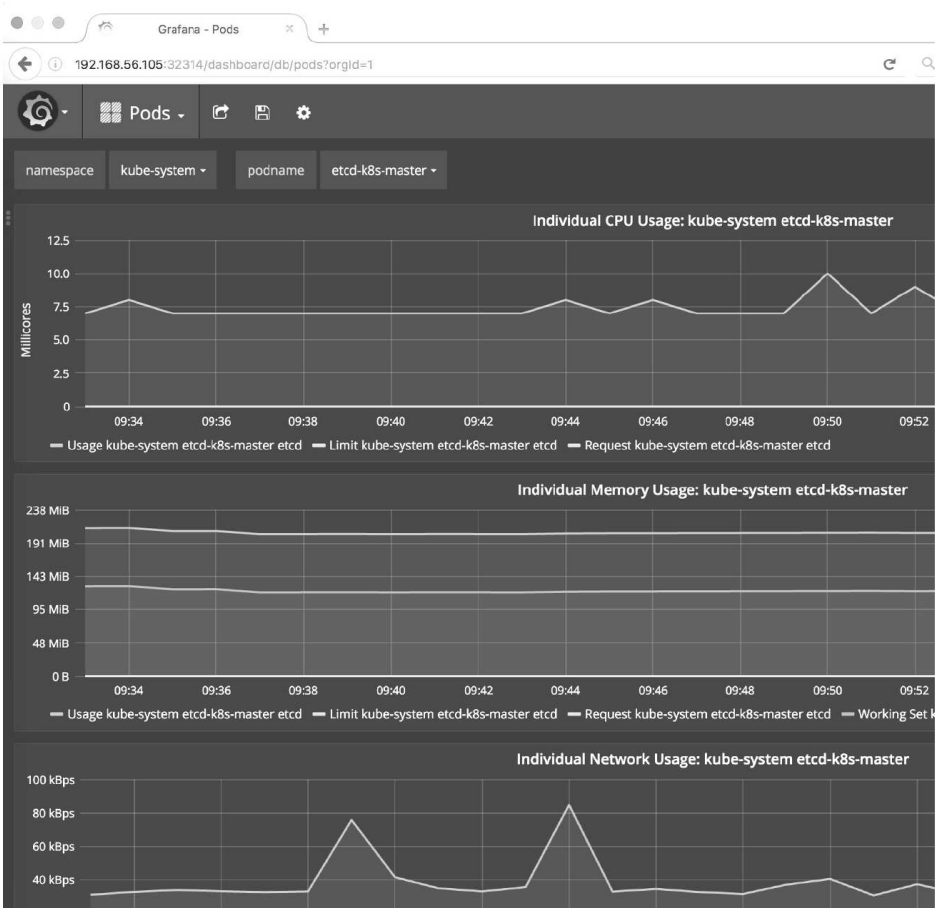 Grafana - Pods
192.168.56.105:32314/dashboard/db/pods?orgId=1
Pods
namespace kube-system podname etcd-k8s-master
Individual CPU Usage: kube-system etcd-k8s-master
12.5
10.0
7.5
5.0
2.5
0
Millicores
09:34 09:36 09:38 09:40 09:42 09:44 09:46 09:48 09:50 09:52
Usage kube-system etcd-k8s-master etcd Limit kube-system etcd-k8s-master etcd Request kube-system etcd-k8s-master etcd
Individual Memory Usage: kube-system etcd-k8s-master
238 MiB
191 MiB
143 MiB
95 MiB
48 MiB
0 B
09:34 09:36 09:38 09:40 09:42 09:44 09:46 09:48 09:50 09:52
Usage kube-system etcd-k8s-master etcd Limit kube-system etcd-k8s-master etcd Request kube-system etcd-k8s-master etcd Working Set k
Individual Network Usage: kube-system etcd-k8s-master
100 kBps
80 kBps
60 kBps
40 kBps